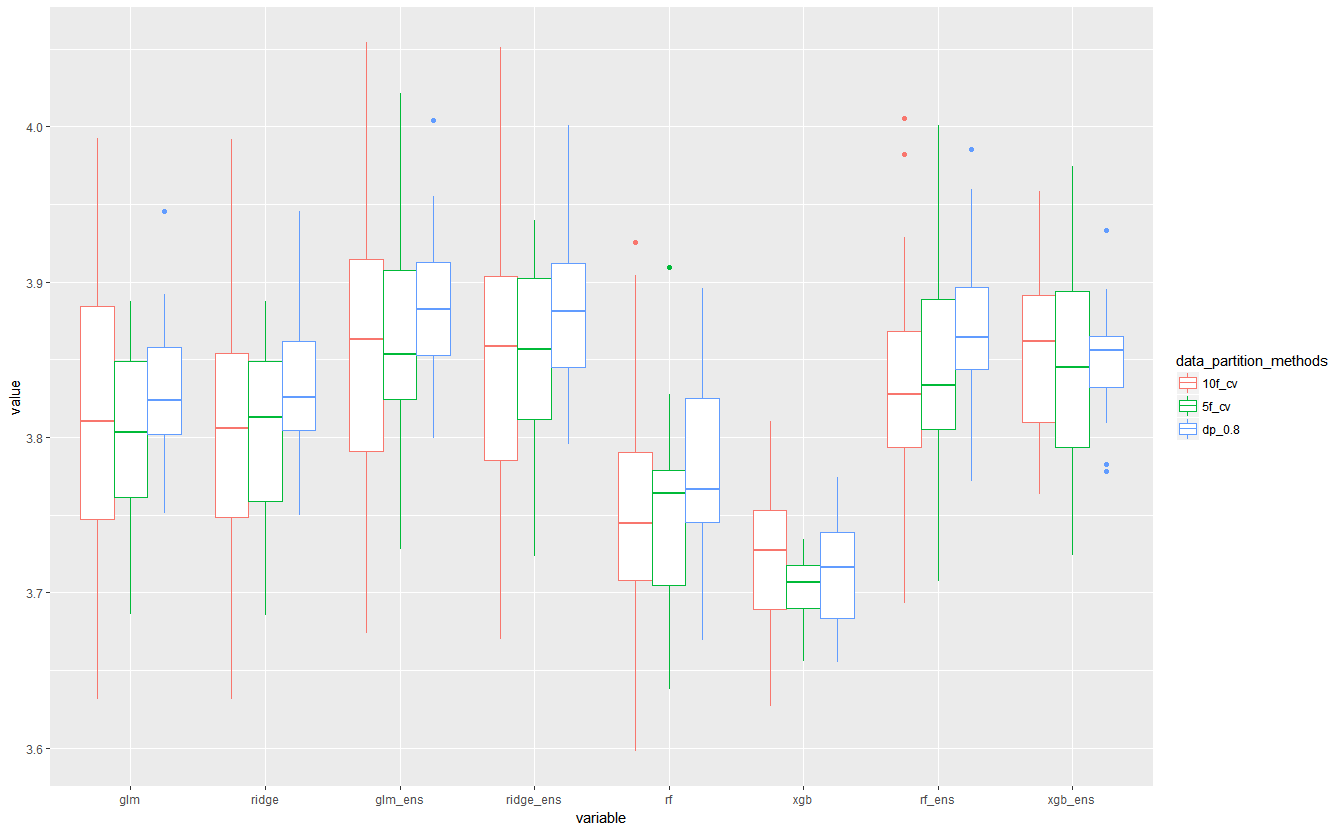 value
4.0
3.9
3.8
3.7
3.6
glm ridge glm_ens ridge_ens rf xgb rf_ens xgb_ens
variable
data_partition_methods
10f_cv
5f_cv
dp_0.8